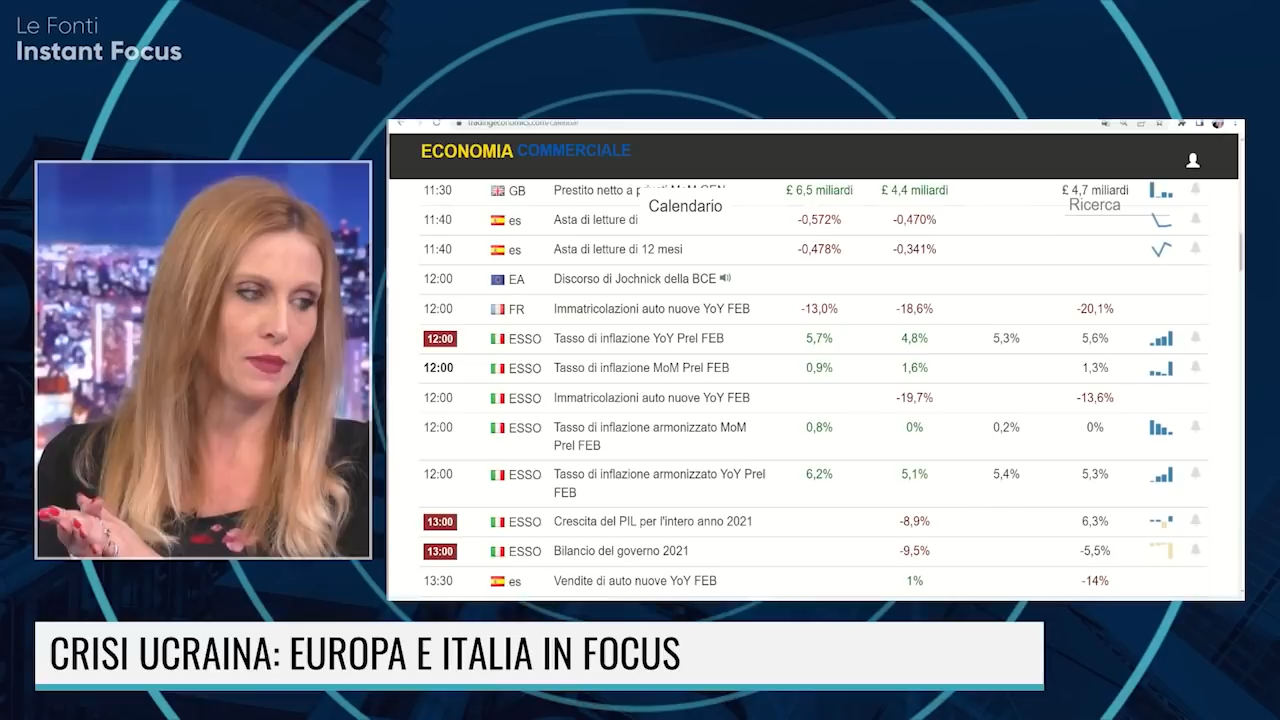 Le Fonti
Instant Focus
tradingeconomics.com/calendar
ECONOMIA COMMERCIALE
11:30 GB Prestito netto a £ 6,5 miliardi £ 4,4 miliardi £ 4,7 miliardi
Calendario Ricerca
11:40 es Asta di letture di -0,572% -0,470%
11:40 es Asta di letture di 12 mesi -0,478% -0,341%
12:00 EA Discorso di Jochnick della BCE
12:00 FR Immatricolazioni auto nuove YoY FEB -13,0% -18,6% -20,1%
12:00 ESSO Tasso di inflazione YoY Prel FEB 5,7% 4,8% 5,3% 5,6%
12:00 ESSO Tasso di inflazione MoM Prel FEB 0,9% 1,6% 1,3%
12:00 ESSO Immatricolazioni auto nuove YoY FEB -19,7% -13,6%
12:00 ESSO Tasso di inflazione armonizzato MoM 0,8% 0% 0,2% 0%
Prel FEB
12:00 ESSO Tasso di inflazione armonizzato YoY Prel 6,2% 5,1% 5,4% 5,3%
FEB
13:00 ESSO Crescita del PIL per l'intero anno 2021 -8,9% 6,3%
13:00 ESSO Bilancio del governo 2021 -9,5% -5,5%
13:30 es Vendite di auto nuove YoY FEB 1% -14%
CRISI UCRAINA: EUROPA E ITALIA IN FOCUS